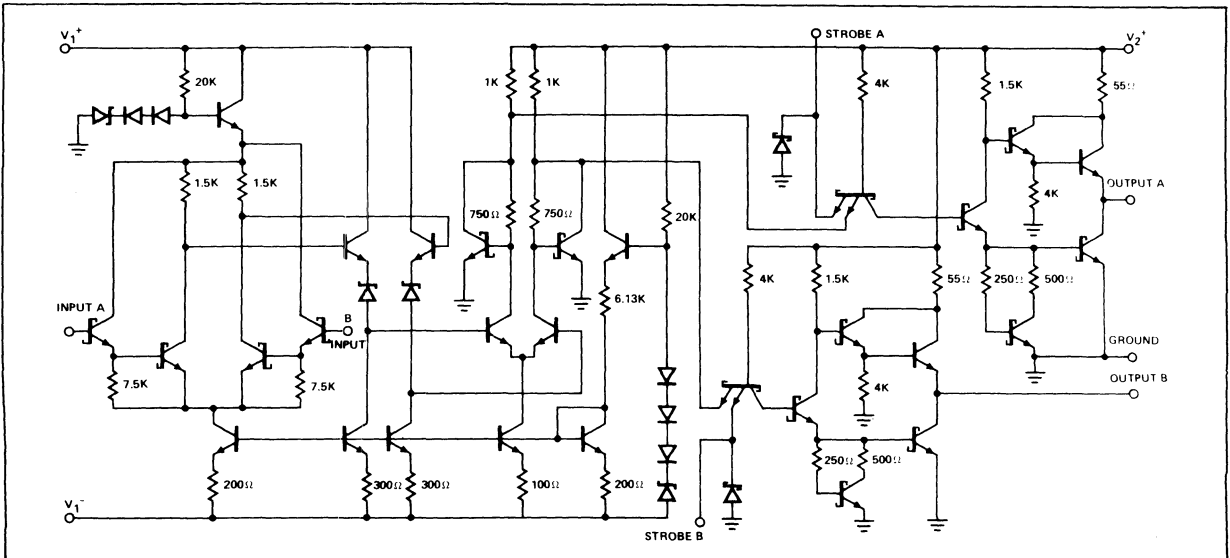 V1+
STROBE A
V2+
20K
1K
1K
4K
1.5K
55Ω
1.5K
1.5K
4K
OUTPUT A
750Ω
750Ω
20K
4K
1.5K
55Ω
250Ω
500Ω
6.13K
INPUT A
B
INPUT
GROUND
7.5K
7.5K
4K
OUTPUT B
250Ω
500Ω
200Ω
300Ω
300Ω
100Ω
200Ω
V1-
STROBE B